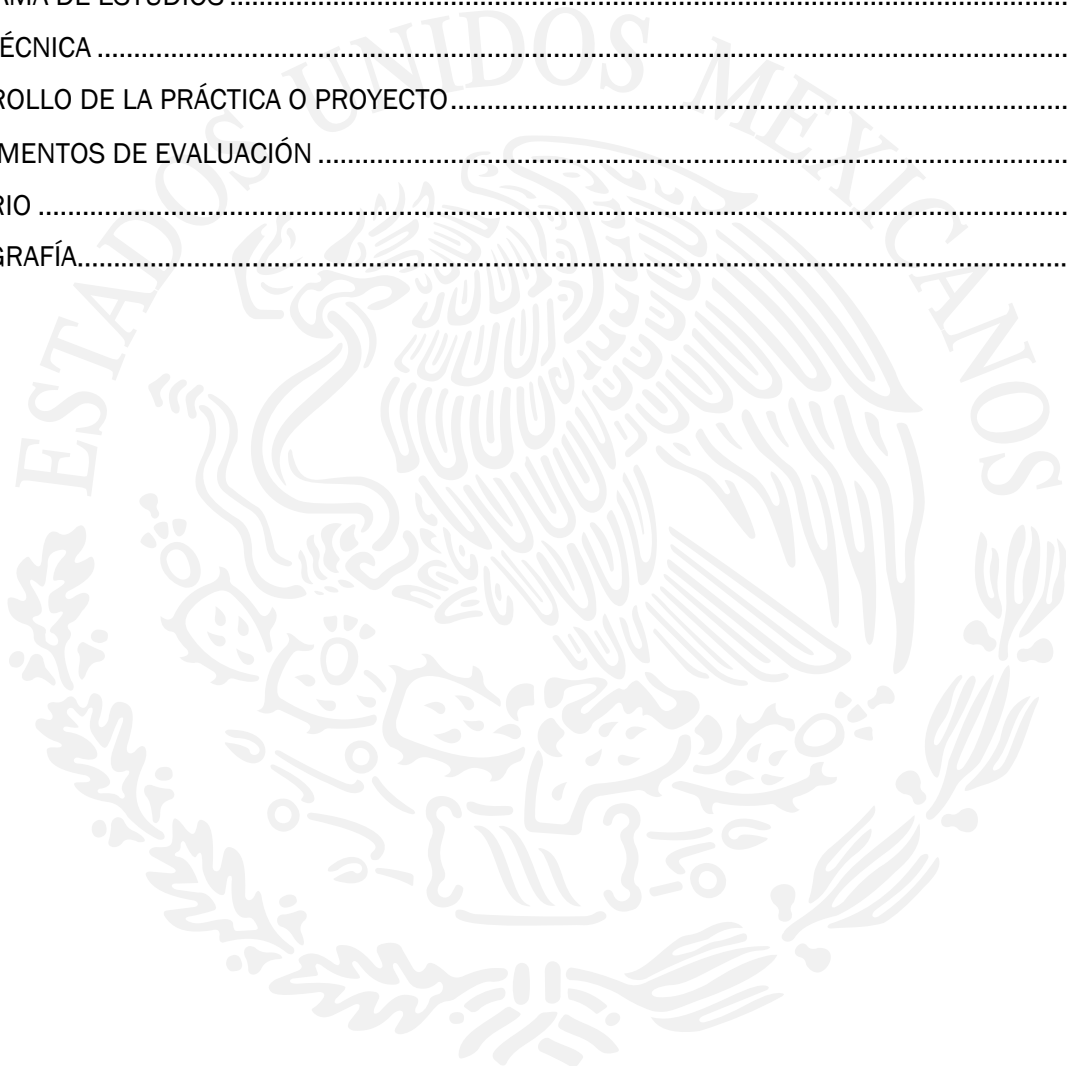 AMA DE ESTUDIOS ........................................................................................................................
ÉCNICA ........................................................................................................................
ROLLO DE LA PRÁCTICA O PROYECTO ........................................................................................................................
MENTOS DE EVALUACIÓN ........................................................................................................................
RIO ........................................................................................................................
GRAFÍA ........................................................................................................................
ESTADOS UNIDOS MEXICANOS